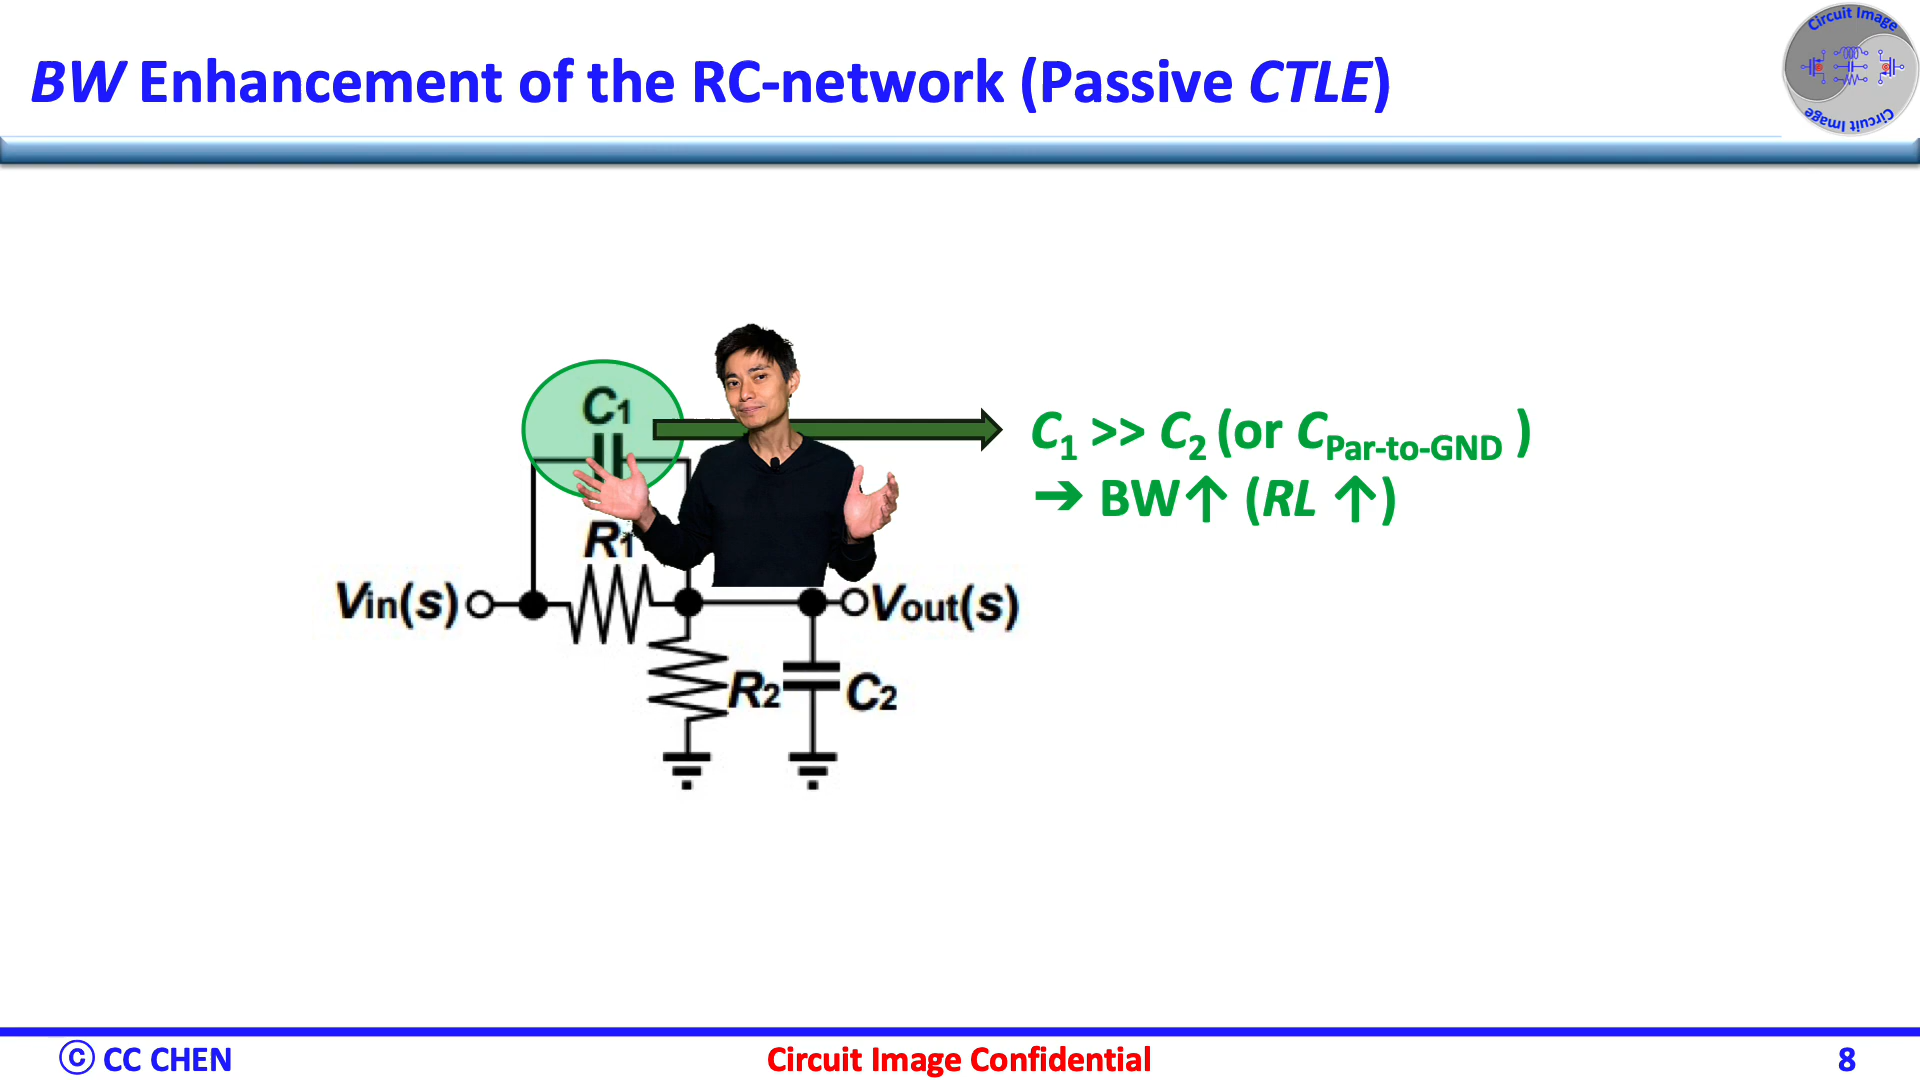 BW Enhancement of the RC-network (Passive CTLE)
Circuit Image
Circuit Image
C1
C1 >> C2 (or CPar-to-GND )
➔ BW↑ (RL ↑)
R1
Vin(s)
Vout(s)
R2
C2
© CC CHEN
Circuit Image Confidential
8